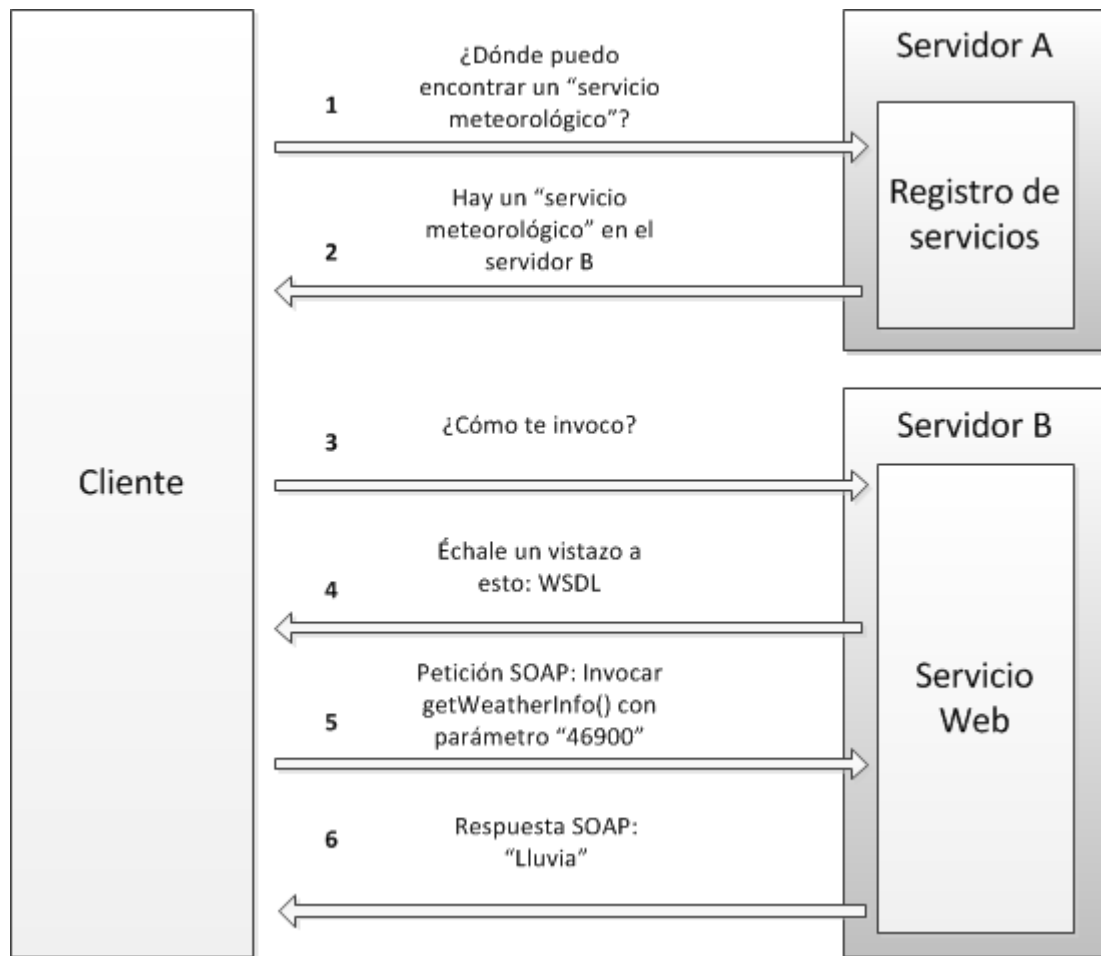 Servidor A
¿Dónde puedo
encontrar un “servicio
meteorológico”?
1
Registro de
servicios
Hay un “servicio
meteorológico” en el
servidor B
2
Servidor B
¿Cómo te invoco?
3
Cliente
Échale un vistazo a
esto: WSDL
4
Petición SOAP: Invocar
getWeatherInfo() con
parámetro “46900”
5
Servicio
Web
Respuesta SOAP:
“Lluvia”
6